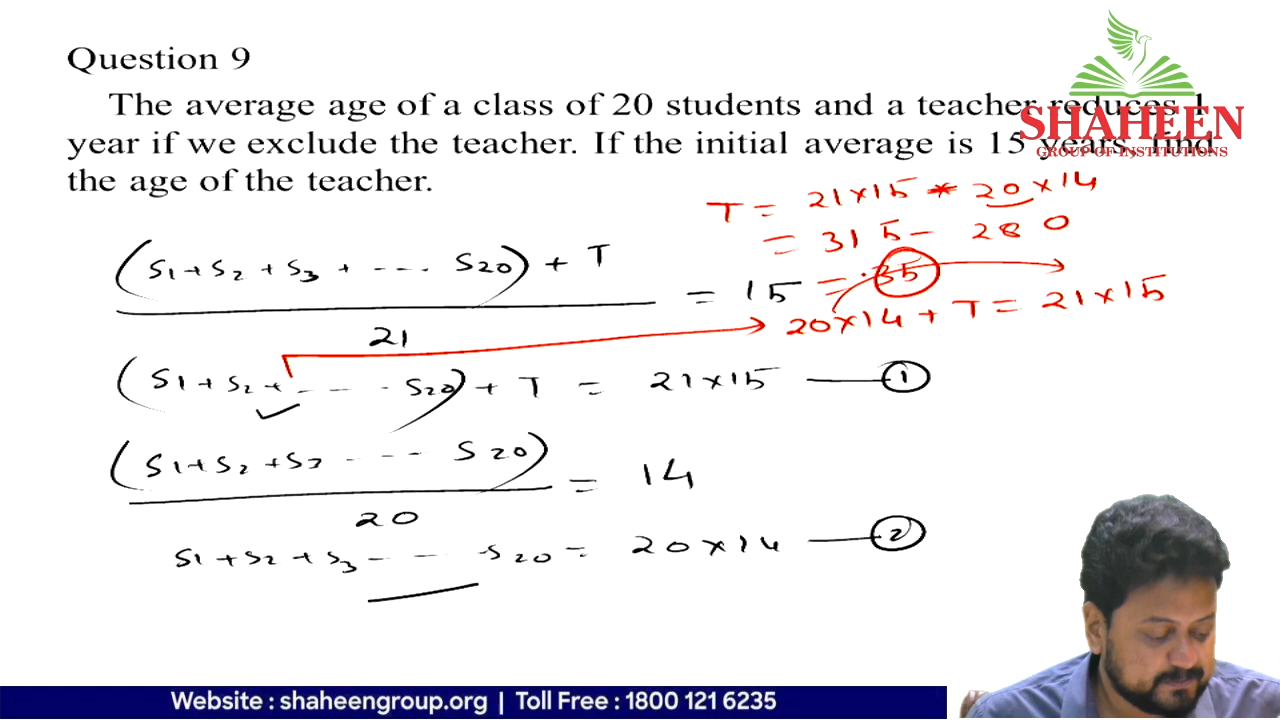 Question 9
The average age of a class of 20 students and a teacher reduces 1
year if we exclude the teacher. If the initial average is 15 years, find
the age of the teacher.
SHAHEEN
GROUP OF INSTITUTIONS
T = 21×15 * 20×14
= 315 - 280
= 35
(S1+S2+S3+ ---- S20) + T
21
= 15
20×14 + T = 21×15
(S1+S2+ ---- S20) + T = 21×15 — 1
(S1+S2+S3 ---- S20)
20
= 14
S1+S2+S3 --- S20 = 20×14 — 2
Website : shaheengroup.org | Toll Free : 1800 121 6235